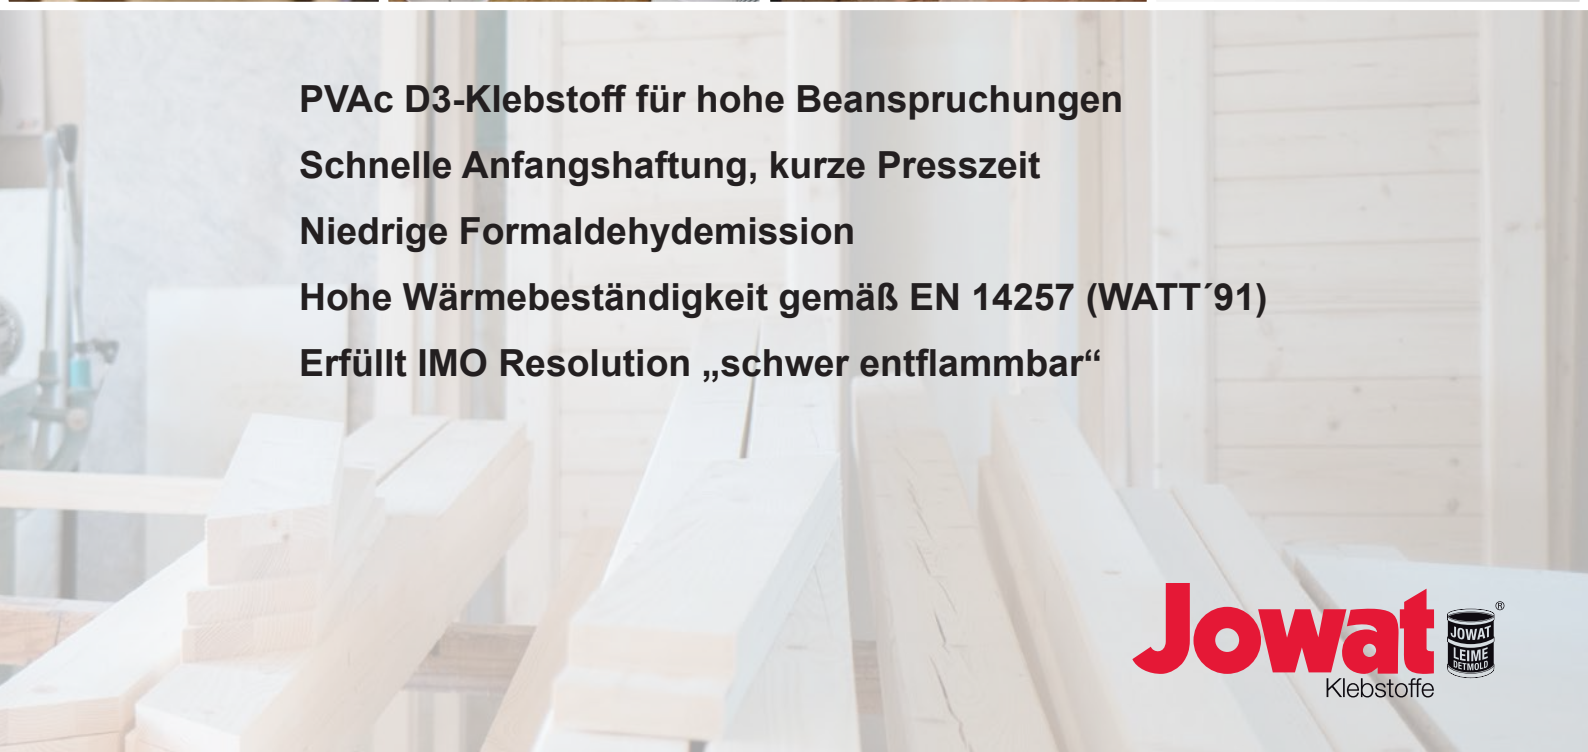 PVAc D3-Klebstoff für hohe Beanspruchungen
Schnelle Anfangshaftung, kurze Presszeit
Niedrige Formaldehydemission
Hohe Wärmebeständigkeit gemäß EN 14257 (WATT´91)
Erfüllt IMO Resolution „schwer entflammbar“
Jowat
Klebstoffe
JOWAT
LEIME
DETMOLD
®